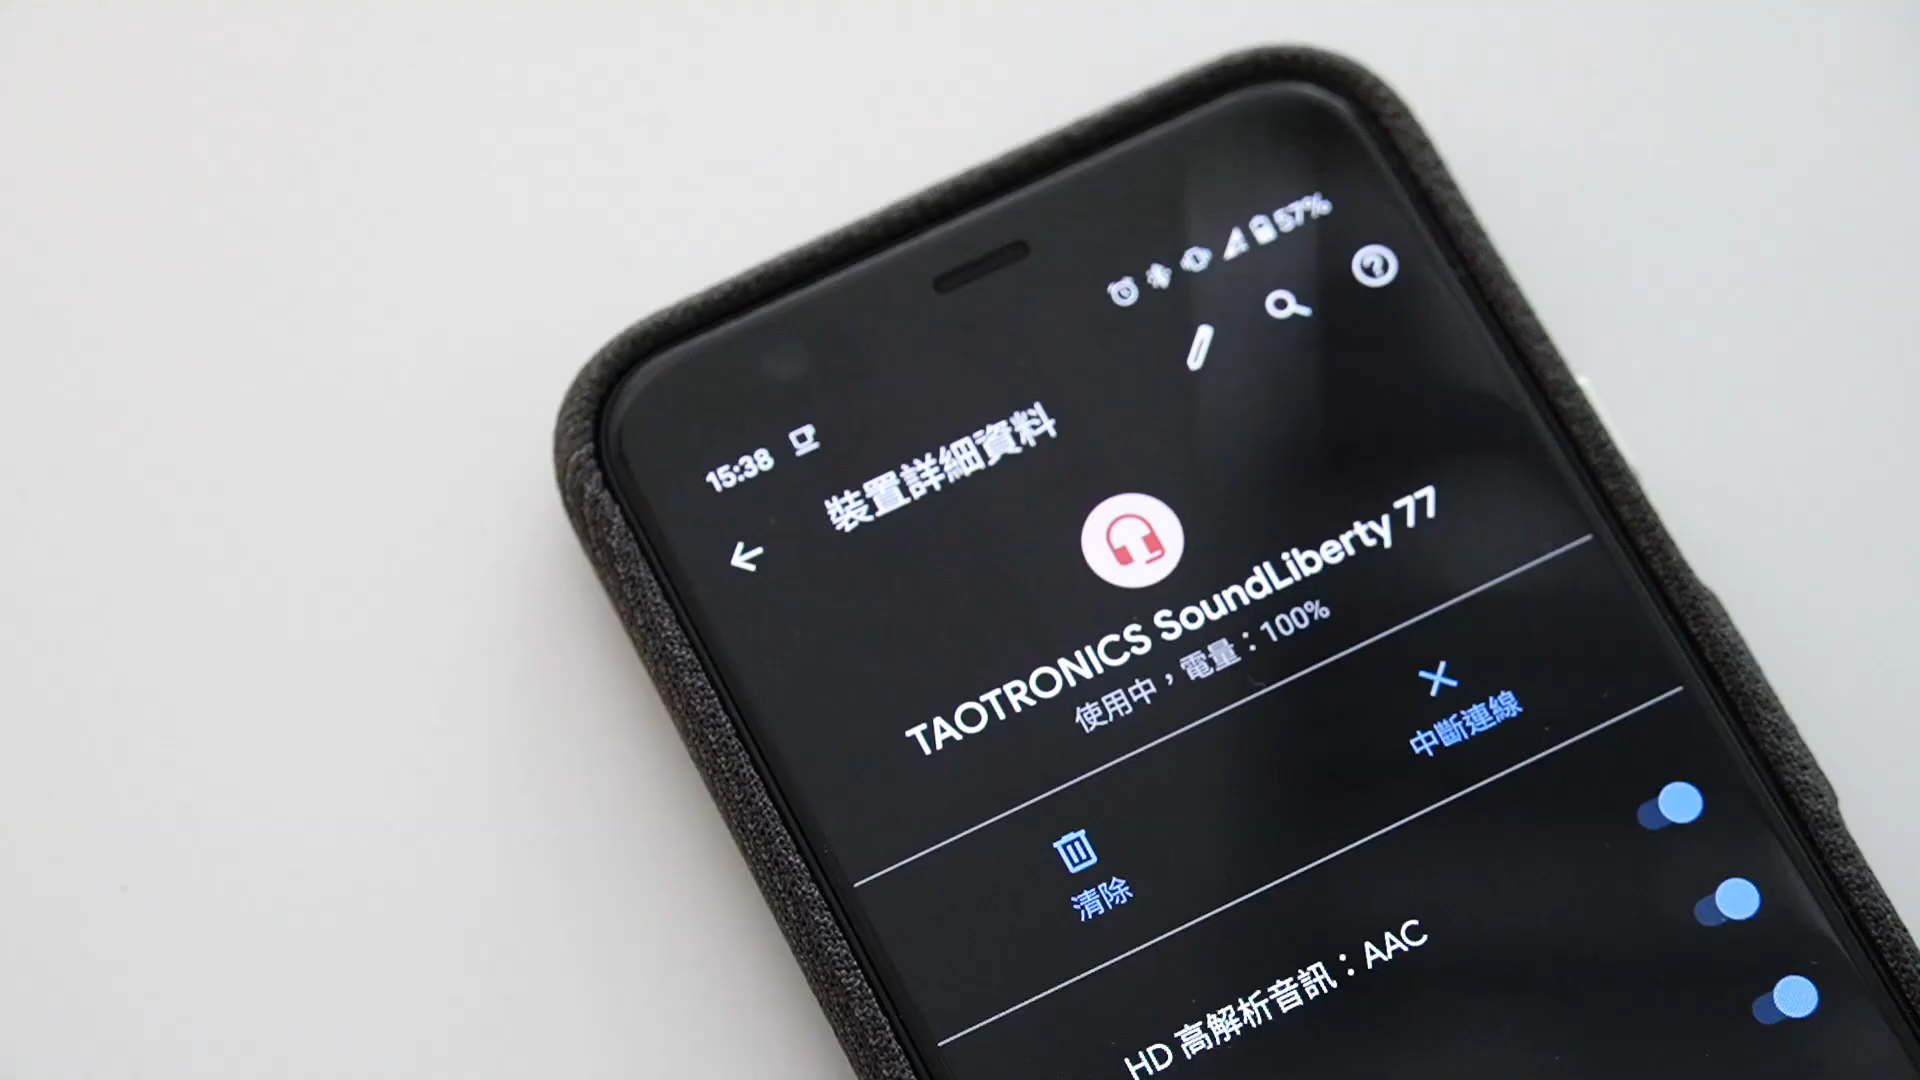 15:38
57%
裝置詳細資料
TAOTRONICS SoundLiberty 77
使用中，電量：100%
清除
中斷連線
HD 高解析音訊：AAC